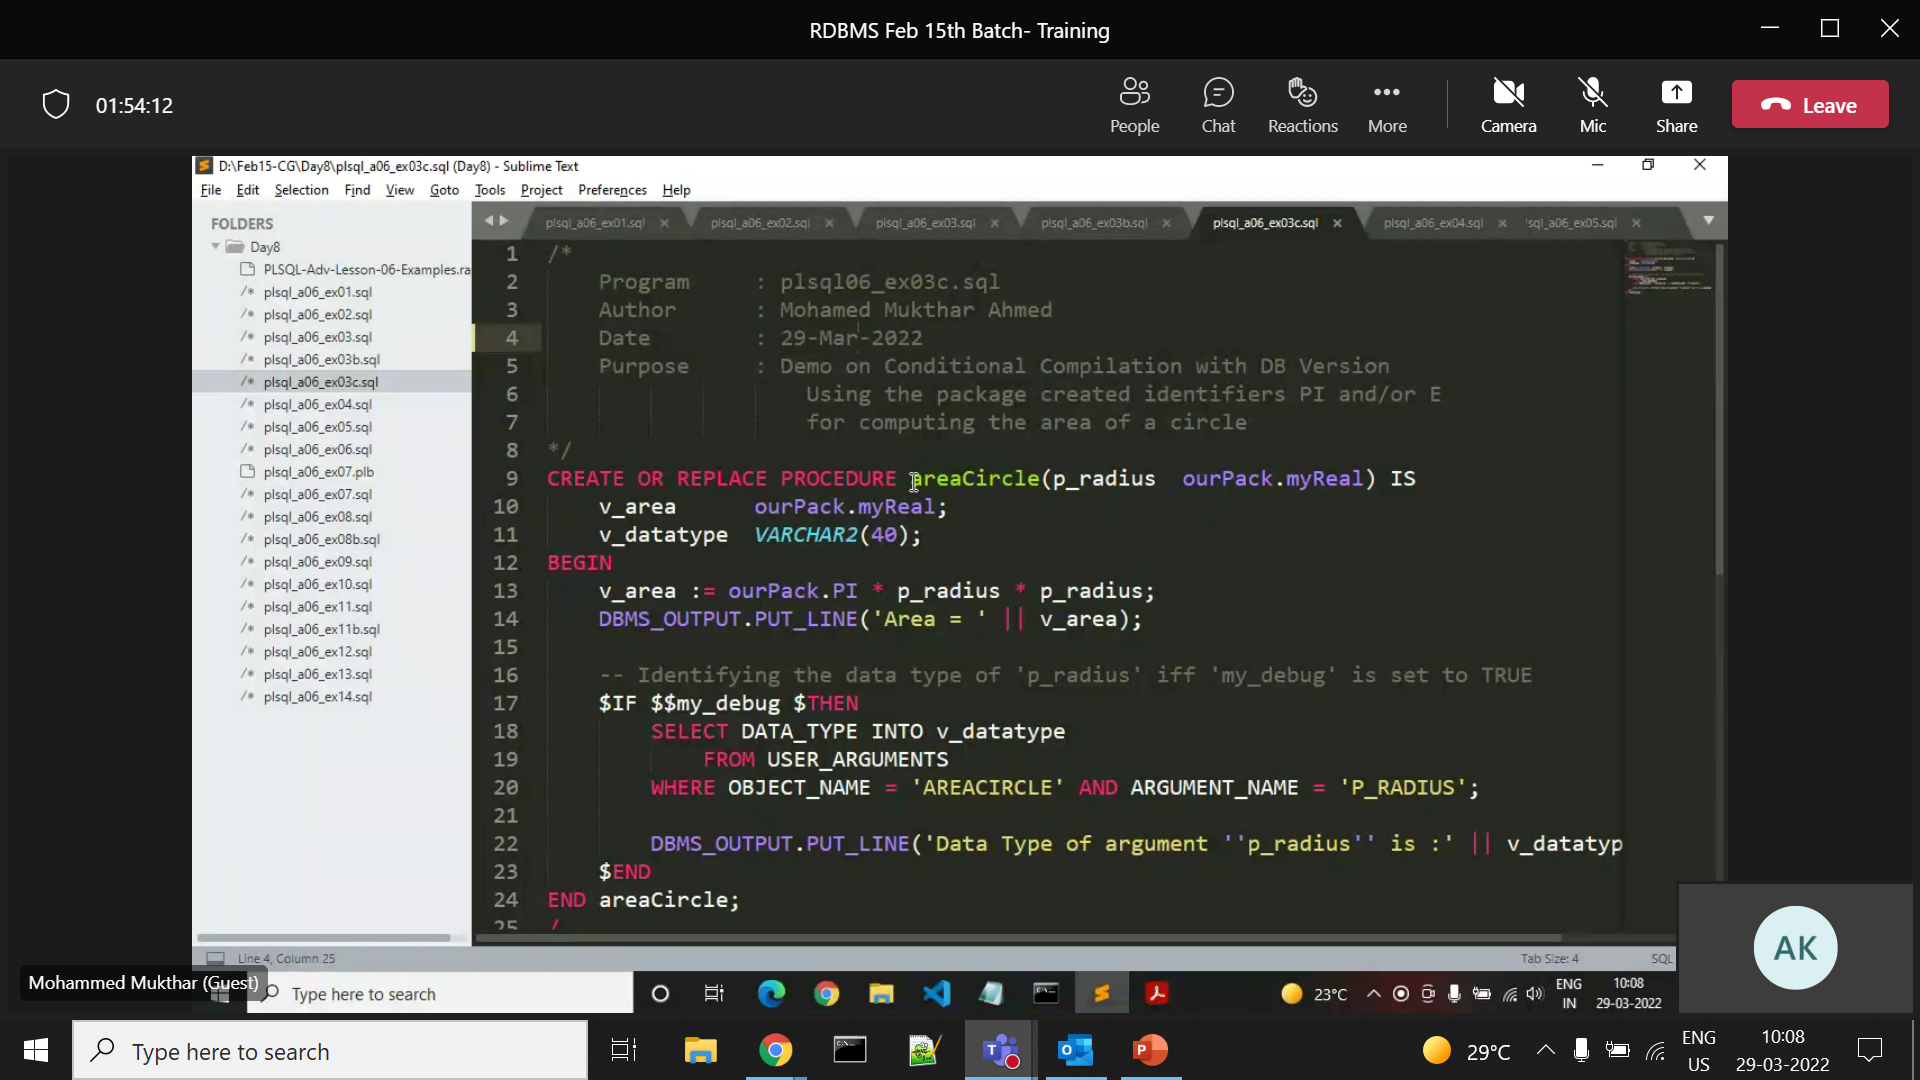 RDBMS Feb 15th Batch- Training
01:54:12
People
Chat
Reactions
More
Camera
Mic
Share
Leave
D:\Feb15-CG\Day8\plsql_a06_ex03c.sql (Day8) - Sublime Text
File Edit Selection Find View Goto Tools Project Preferences Help
FOLDERS
Day8
PLSQL-Adv-Lesson-06-Examples.ra
/* plsql_a06_ex01.sql
/* plsql_a06_ex02.sql
/* plsql_a06_ex03.sql
/* plsql_a06_ex03b.sql
/* plsql_a06_ex03c.sql
/* plsql_a06_ex04.sql
/* plsql_a06_ex05.sql
/* plsql_a06_ex06.sql
plsql_a06_ex07.plb
/* plsql_a06_ex07.sql
/* plsql_a06_ex08.sql
/* plsql_a06_ex08b.sql
/* plsql_a06_ex09.sql
/* plsql_a06_ex10.sql
/* plsql_a06_ex11.sql
/* plsql_a06_ex11b.sql
/* plsql_a06_ex12.sql
/* plsql_a06_ex13.sql
/* plsql_a06_ex14.sql
plsql_a06_ex01.sql plsql_a06_ex02.sql plsql_a06_ex03.sql plsql_a06_ex03b.sql plsql_a06_ex03c.sql plsql_a06_ex04.sql 'sql_a06_ex05.sql
1 /*
2 Program : plsql06_ex03c.sql
3 Author : Mohamed Mukthar Ahmed
4 Date : 29-Mar-2022
5 Purpose : Demo on Conditional Compilation with DB Version
6 Using the package created identifiers PI and/or E
7 for computing the area of a circle
8 */
9 CREATE OR REPLACE PROCEDURE areaCircle(p_radius ourPack.myReal) IS
10 v_area ourPack.myReal;
11 v_datatype VARCHAR2(40);
12 BEGIN
13 v_area := ourPack.PI * p_radius * p_radius;
14 DBMS_OUTPUT.PUT_LINE('Area = ' || v_area);
15
16 -- Identifying the data type of 'p_radius' iff 'my_debug' is set to TRUE
17 $IF $$my_debug $THEN
18 SELECT DATA_TYPE INTO v_datatype
19 FROM USER_ARGUMENTS
20 WHERE OBJECT_NAME = 'AREACIRCLE' AND ARGUMENT_NAME = 'P_RADIUS';
21
22 DBMS_OUTPUT.PUT_LINE('Data Type of argument ''p_radius'' is :' || v_datatyp
23 $END
24 END areaCircle;
25 /
Line 4, Column 25
Tab Size: 4
SQL
Mohammed Mukthar (Guest)
AK
Type here to search
23°C
ENG
IN
10:08
29-03-2022
Type here to search
29°C
ENG
US
10:08
29-03-2022